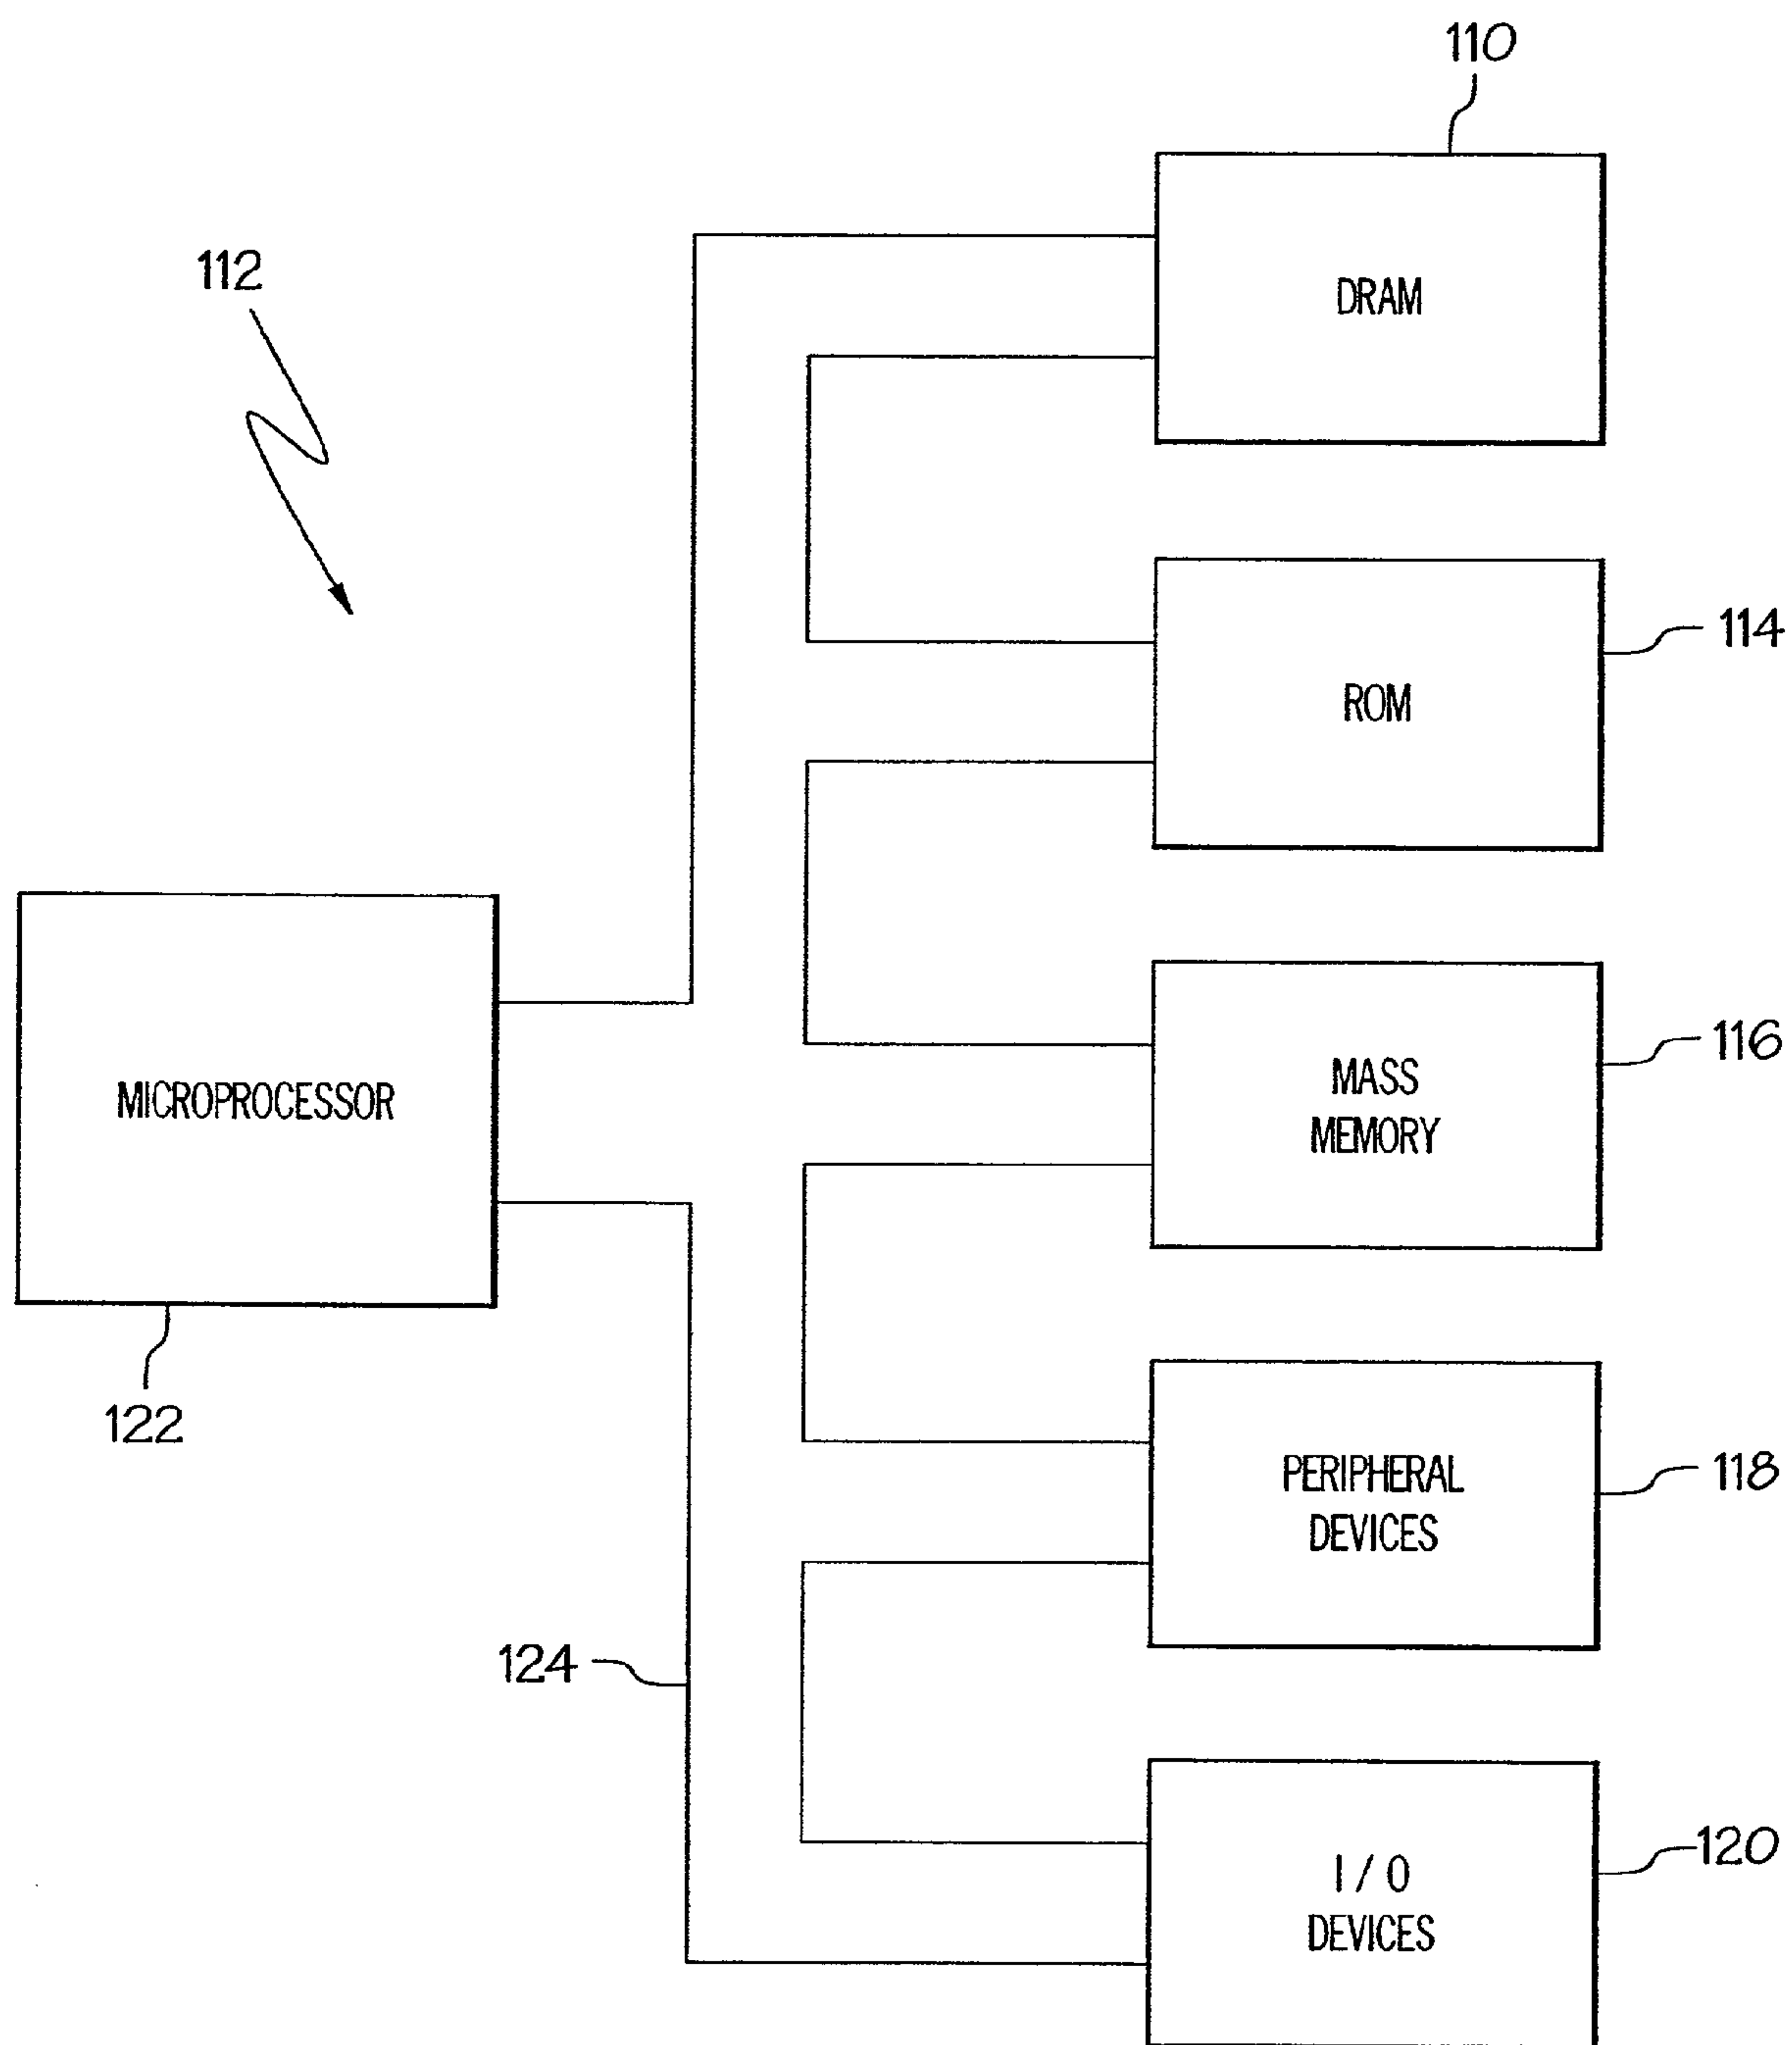 110
112
DRAM
114
ROM
116
MASS
MEMORY
MICROPROCESSOR
122
118
PERIPHERAL
DEVICES
124
120
I / O
DEVICES